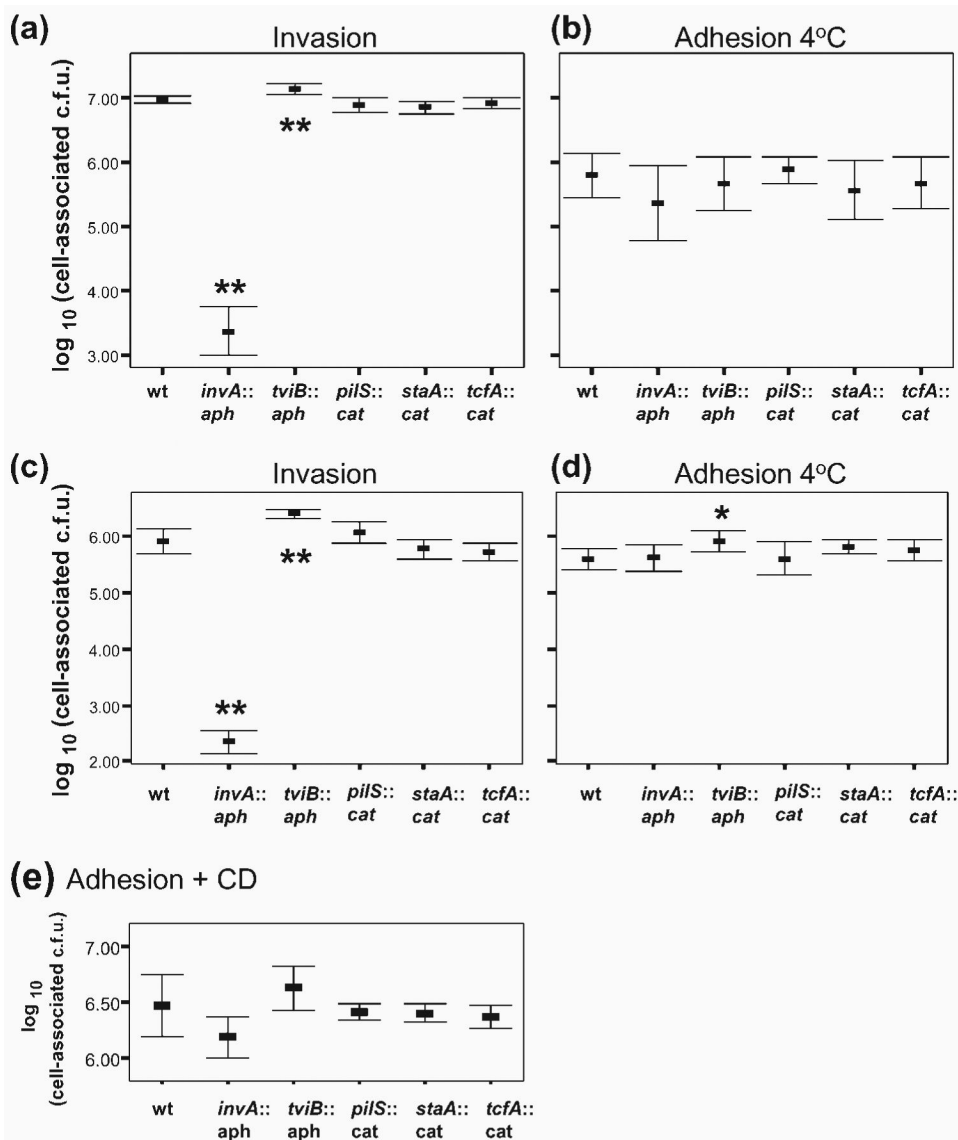 (a)
Invasion
(b)
Adhesion 4°C
log 10 (cell-associated c.f.u.)
7.00
6.00
5.00
4.00
3.00
**
**
wt
invA::
aph
tviB::
aph
pilS::
cat
staA::
cat
tcfA::
cat
wt
invA::
aph
tviB::
aph
pilS::
cat
staA::
cat
tcfA::
cat
(c)
Invasion
(d)
Adhesion 4°C
log 10 (cell-associated c.f.u.)
6.00
5.00
4.00
3.00
2.00
**
**
*
wt
invA::
aph
tviB::
aph
pilS::
cat
staA::
cat
tcfA::
cat
wt
invA::
aph
tviB::
aph
pilS::
cat
staA::
cat
tcfA::
cat
(e) Adhesion + CD
log 10
(cell-associated c.f.u.)
7.00
6.50
6.00
wt
invA::
aph
tviB::
aph
pilS::
cat
staA::
cat
tcfA::
cat